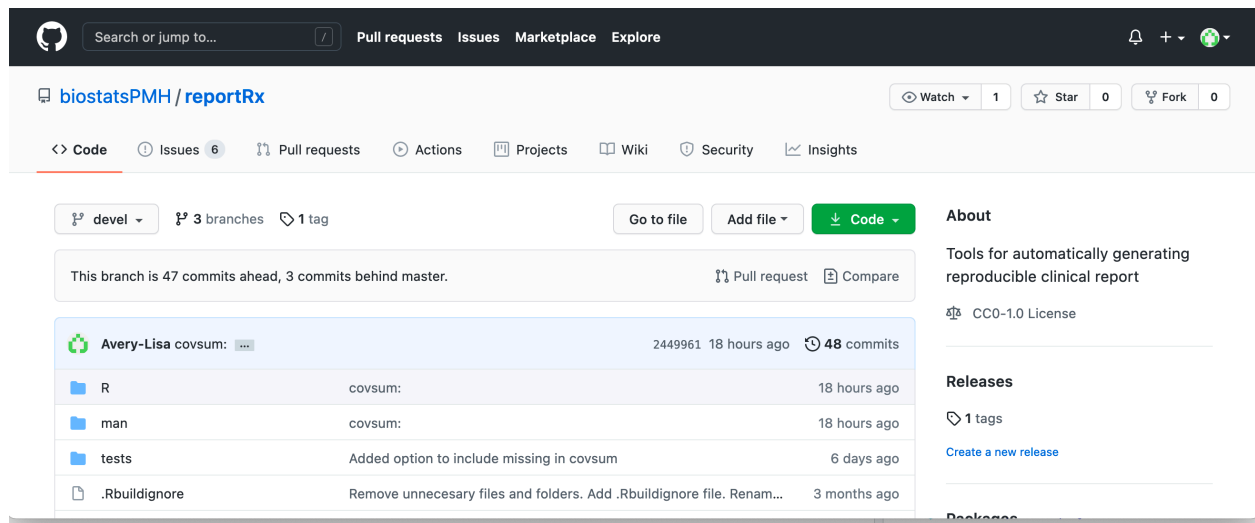 Search or jump to... / Pull requests Issues Marketplace Explore
biostatsPMH / reportRx Watch 1 Star 0 Fork 0
Code Issues 6 Pull requests Actions Projects Wiki Security Insights
devel 3 branches 1 tag Go to file Add file Code
This branch is 47 commits ahead, 3 commits behind master. Pull request Compare
Avery-Lisa covsum: ... 2449961 18 hours ago 48 commits
R covsum: 18 hours ago
man covsum: 18 hours ago
tests Added option to include missing in covsum 6 days ago
.Rbuildignore Remove unnecesary files and folders. Add .Rbuildignore file. Renam... 3 months ago
About
Tools for automatically generating
reproducible clinical report
CC0-1.0 License
Releases
1 tags
Create a new release
Packages